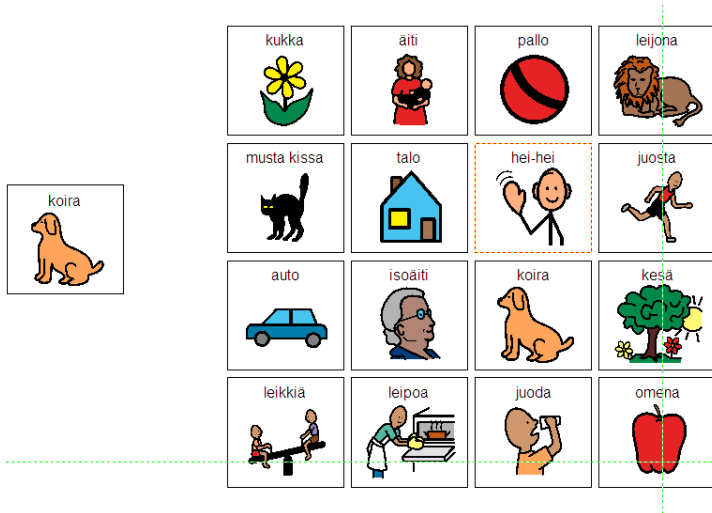 kukka
äiti
pallo
leijona
musta kissa
talo
hei-hei
juosta
koira
auto
isoäiti
koira
kesä
leikkiä
leipoa
juoda
omena